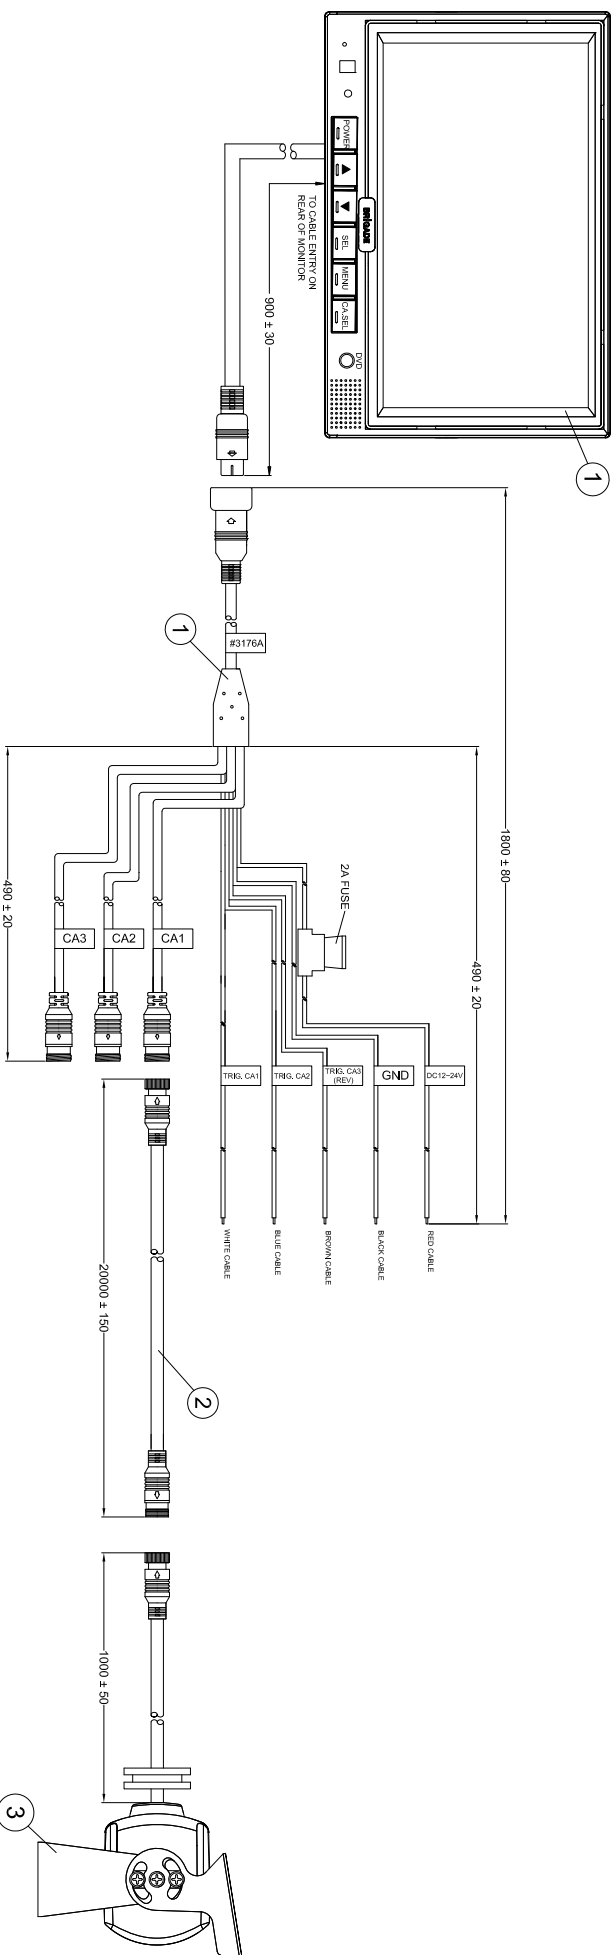 BRIGADE
POWER
▲
▼
SEL
MENU
CA.SEL
DVD
1
TO CABLE ENTRY ON
REAR OF MONITOR
900 ± 30
1800 ± 80
#3176A
1
490 ± 20
490 ± 20
2A FUSE
CA3
CA2
CA1
TRIG. CA1
TRIG. CA2
TRIG. CA3
(REV)
GND
DC12~24V
WHITE CABLE
BLUE CABLE
BROWN CABLE
BLACK CABLE
RED CABLE
20000 ± 150
2
1000 ± 50
3